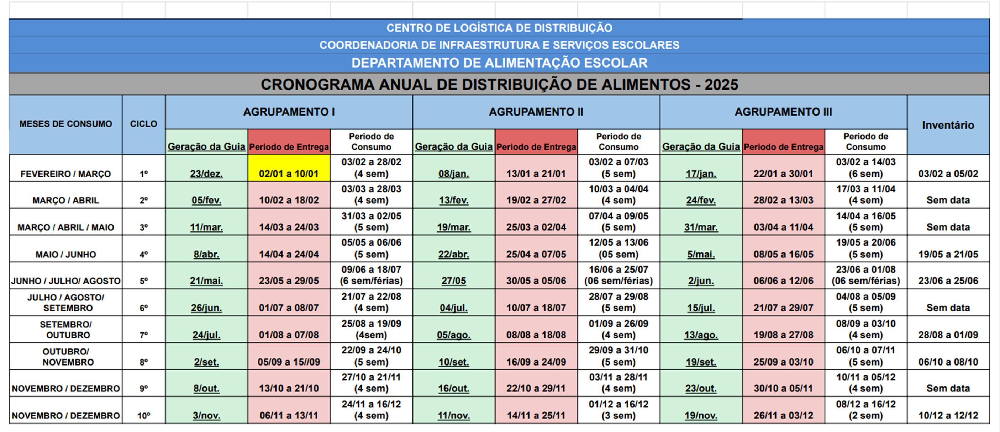 CENTRO DE LOGÍSTICA DE DISTRIBUIÇÃO
COORDENADORIA DE INFRAESTRUTURA E SERVIÇOS ESCOLARES
DEPARTAMENTO DE ALIMENTAÇÃO ESCOLAR
CRONOGRAMA ANUAL DE DISTRIBUIÇÃO DE ALIMENTOS - 2025
MESES DE CONSUMO CICLO AGRUPAMENTO I AGRUPAMENTO II AGRUPAMENTO III Inventário
Geração da Guia Periodo de Entrega Periodo de Consumo Geração da Guia Periodo de Entrega Periodo de Consumo Geração da Guia Periodo de Entrega Periodo de Consumo
FEVEREIRO / MARÇO 1º 23/dez. 02/01 a 10/01 03/02 a 28/02 (4 sem) 08/jan. 13/01 a 21/01 03/02 a 07/03 (5 sem) 17/jan. 22/01 a 30/01 03/02 a 14/03 (6 sem) 03/02 a 05/02
MARÇO / ABRIL 2º 05/fev. 10/02 a 18/02 03/03 a 28/03 (4 sem) 13/fev. 19/02 a 27/02 10/03 a 04/04 (4 sem) 24/fev. 28/02 a 13/03 17/03 a 11/04 (4 sem) Sem data
MARÇO / ABRIL / MAIO 3º 11/mar. 14/03 a 24/03 31/03 a 02/05 (5 sem) 19/mar. 25/03 a 02/04 07/04 a 09/05 (5 sem) 31/mar. 03/04 a 11/04 14/04 a 16/05 (5 sem) Sem data
MAIO / JUNHO 4º 8/abr. 14/04 a 24/04 05/05 a 06/06 (5 sem) 22/abr. 25/04 a 07/05 12/05 a 13/06 (05 sem) 5/mai. 08/05 a 16/05 19/05 a 20/06 (5 sem) 19/05 a 21/05
JUNHO / JULHO/ AGOSTO 5º 21/mai. 23/05 a 29/05 09/06 a 18/07 (6 sem/férias) 27/05 30/05 a 05/06 16/06 a 25/07 (06 sem/férias) 2/jun. 06/06 a 12/06 23/06 a 01/08 (06 sem/férias) 23/06 a 25/06
JULHO / AGOSTO/ SETEMBRO 6º 26/jun. 01/07 a 08/07 21/07 a 22/08 (4 sem) 04/jul. 10/07 a 18/07 28/07 a 29/08 (5 sem) 15/jul. 21/07 a 29/07 04/08 a 05/09 (5 sem) Sem data
SETEMBRO/ OUTUBRO 7º 24/jul. 01/08 a 07/08 25/08 a 19/09 (4sem) 05/ago. 08/08 a 18/08 01/09 a 26/09 (4 sem) 13/ago. 19/08 a 27/08 08/09 a 03/10 (4 sem) 28/08 a 01/09
OUTUBRO/ NOVEMBRO 8º 2/set. 05/09 a 15//09 22/09 a 24/10 (5 sem) 10/set. 16/09 a 24/09 29/09 a 31/10 (5 sem) 19/set. 25/09 a 03/10 06/10 a 07/11 (5 sem) 06/10 a 08/10
NOVEMBRO / DEZEMBRO 9º 8/out. 13/10 a 21/10 27/10 a 21/11 (4 sem) 16/out. 22/10 a 29/11 03/11 a 28/11 (4 sem) 23/out. 30/10 a 05/11 10/11 a 05/12 (4 sem) Sem data
NOVEMBRO / DEZEMBRO 10º 3/nov. 06/11 a 13/11 24/11 a 16/12 (4 sem) 11/nov. 14/11 a 25/11 01/12 a 16/12 (3 sem) 19/nov. 26/11 a 03/12 08/12 a 16/12 (2 sem) 10/12 a 12/12